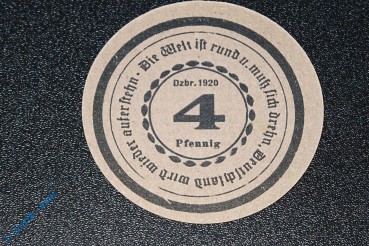 Die Welt ist rund u. muß sich drehn, Deutschland wird wieder auferstehn.
Dzbr. 1920
4
Pfennig